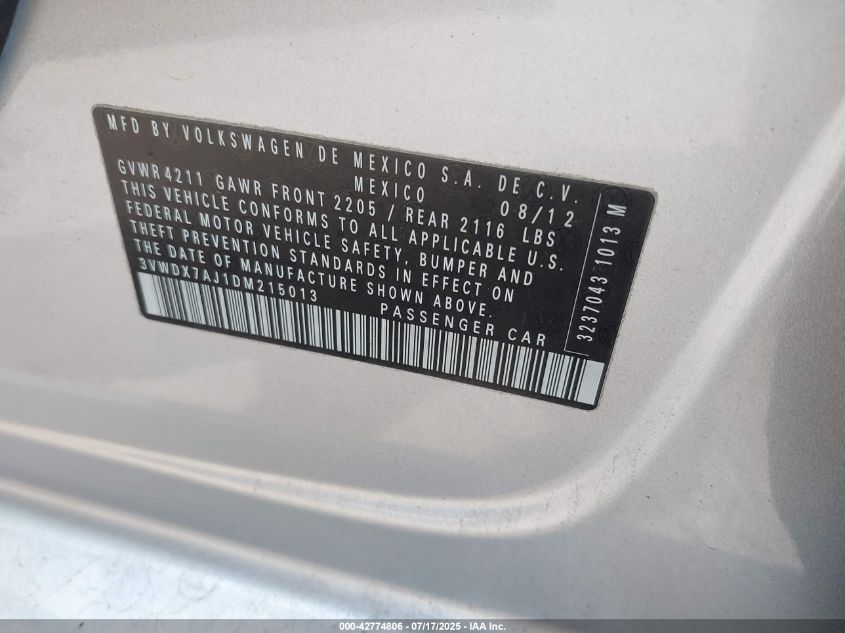 MFD BY VOLKSWAGEN DE MEXICO S.A. DE C.V.
MEXICO 08/12
GVWR 4211 GAWR FRONT 2205 / REAR 2116 LBS
THIS VEHICLE CONFORMS TO ALL APPLICABLE U.S.
FEDERAL MOTOR VEHICLE SAFETY, BUMPER AND
THEFT PREVENTION STANDARDS IN EFFECT ON
THE DATE OF MANUFACTURE SHOWN ABOVE.
3VWDX7AJ1DM215013 PASSENGER CAR
3237043 1013 M
000-42774806 - 07/17/2025 - IAA Inc.